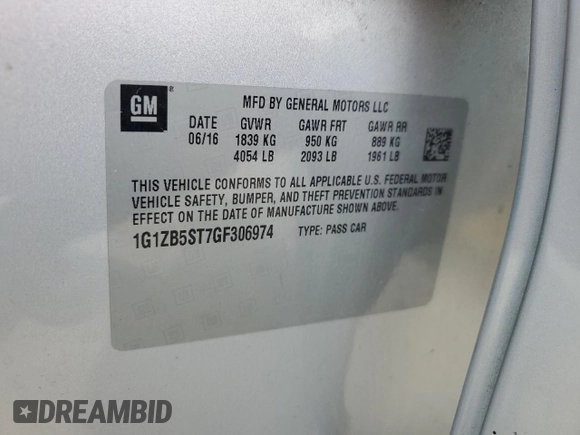 GM
MFD BY GENERAL MOTORS LLC
DATE GVWR GAWR FRT GAWR RR
06/16 1839 KG 950 KG 889 KG
4054 LB 2093 LB 1961 LB
THIS VEHICLE CONFORMS TO ALL APPLICABLE U.S. FEDERAL MOTOR
VEHICLE SAFETY, BUMPER, AND THEFT PREVENTION STANDARDS IN
EFFECT ON THE DATE OF MANUFACTURE SHOWN ABOVE.
1G1ZB5ST7GF306974 TYPE: PASS CAR
DREAMBID